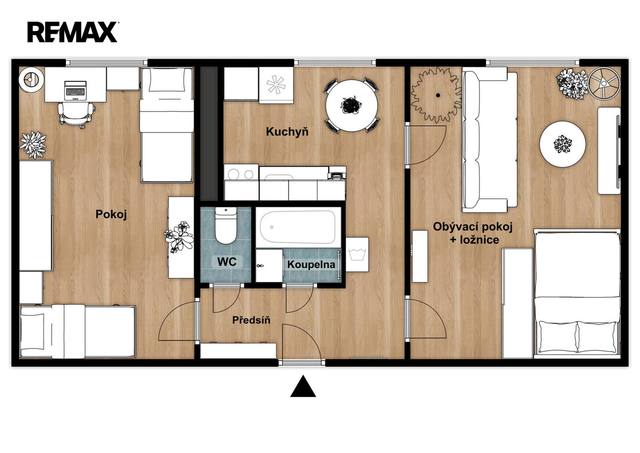 RE/MAX
Kuchyň
Pokoj
Obývací pokoj
+ ložnice
WC
Koupelna
Předsíň